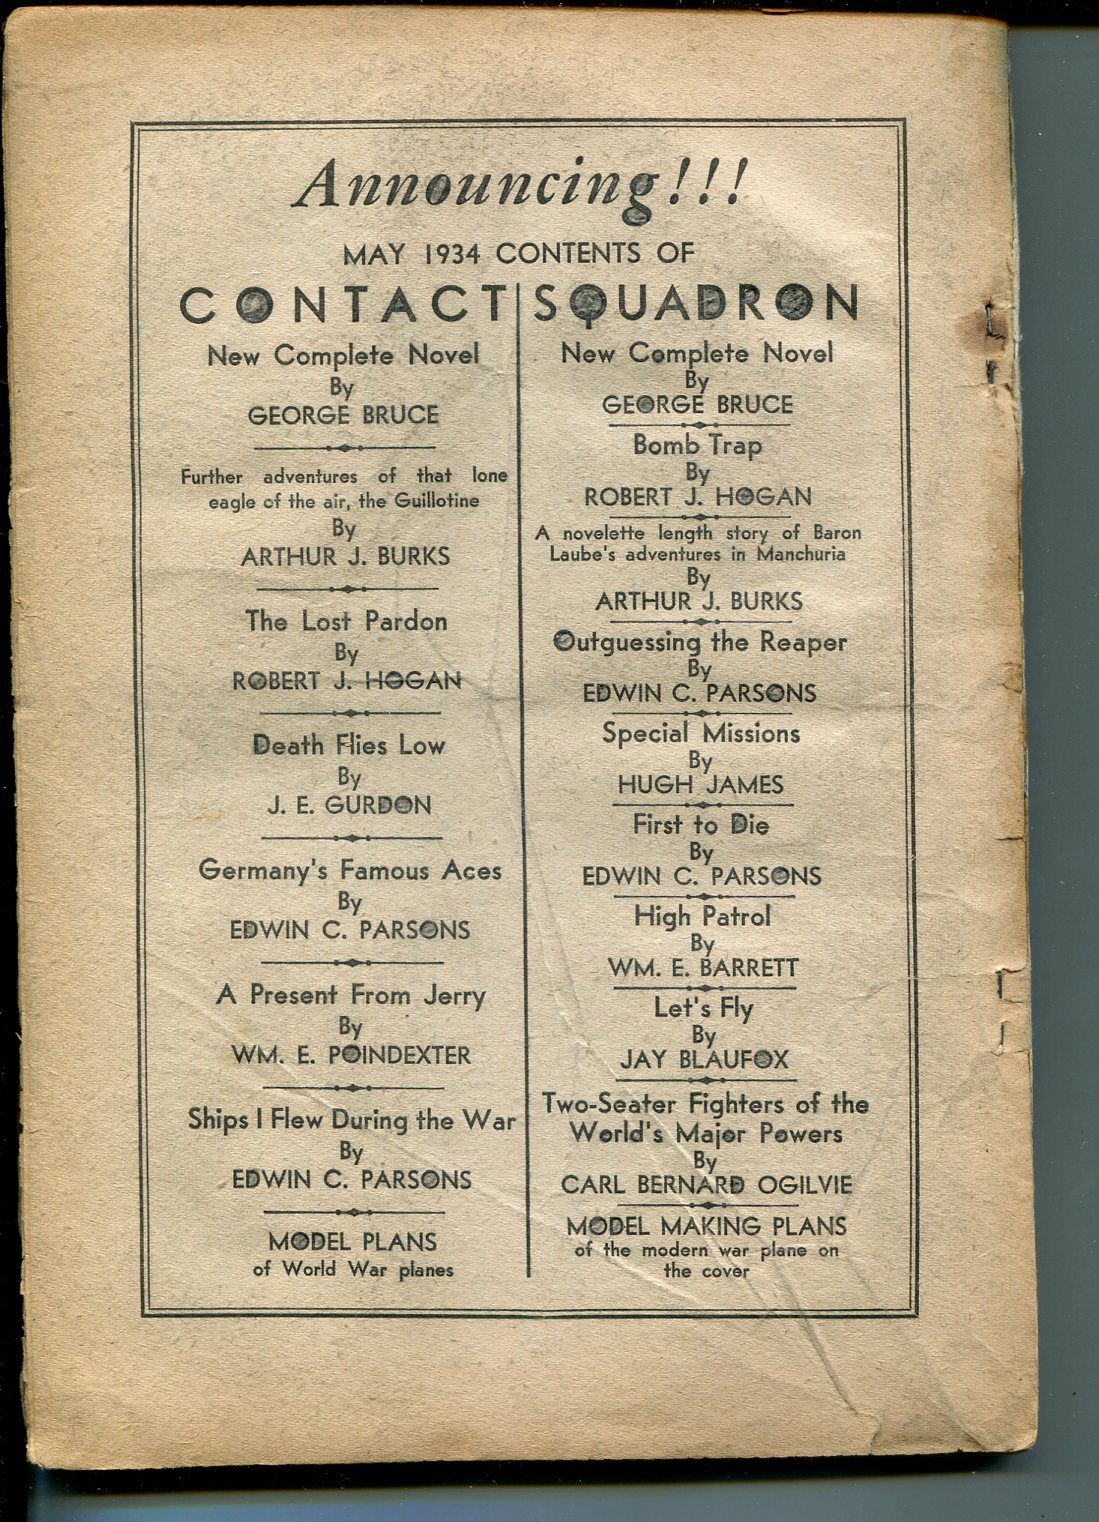 Announcing!!!
MAY 1934 CONTENTS OF
CONTACT
New Complete Novel
By
GEORGE BRUCE
Further adventures of that lone
eagle of the air, the Guillotine
By
ARTHUR J. BURKS
The Lost Pardon
By
ROBERT J. HOGAN
Death Flies Low
By
J. E. GURDON
Germany's Famous Aces
By
EDWIN C. PARSONS
A Present From Jerry
By
WM. E. POINDEXTER
Ships I Flew During the War
By
EDWIN C. PARSONS
MODEL PLANS
of World War planes
SQUADRON
New Complete Novel
By
GEORGE BRUCE
Bomb Trap
By
ROBERT J. HOGAN
A novelette length story of Baron
Laube's adventures in Manchuria
By
ARTHUR J. BURKS
Outguessing the Reaper
By
EDWIN C. PARSONS
Special Missions
By
HUGH JAMES
First to Die
By
EDWIN C. PARSONS
High Patrol
By
WM. E. BARRETT
Let's Fly
By
JAY BLAUFOX
Two-Seater Fighters of the
World's Major Powers
By
CARL BERNARD OGILVIE
MODEL MAKING PLANS
of the modern war plane on
the cover